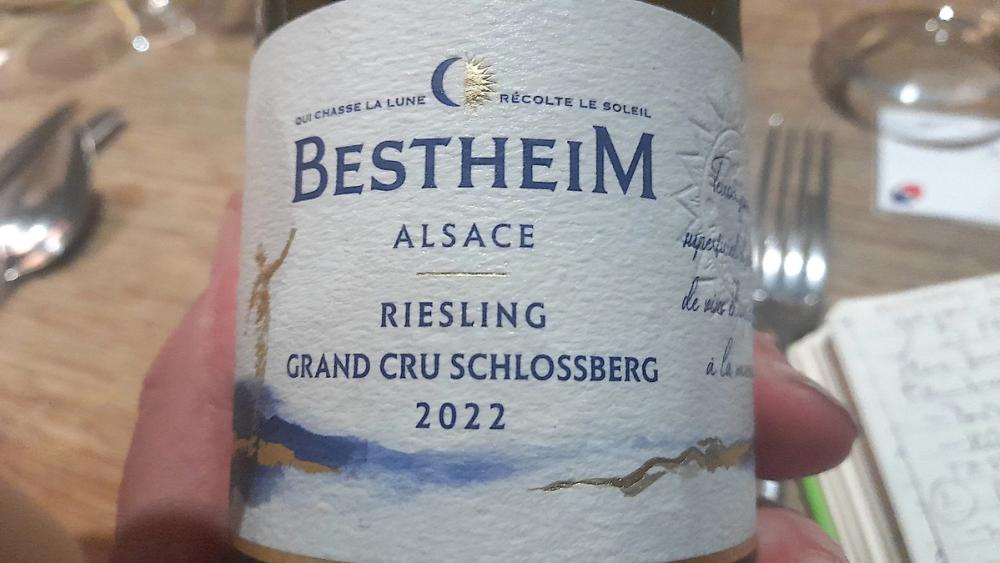 QUI CHASSE LA LUNE RÉCOLTE LE SOLEIL
BESTHEIM
ALSACE
RIESLING
GRAND CRU SCHLOSSBERG
2022
de
à la